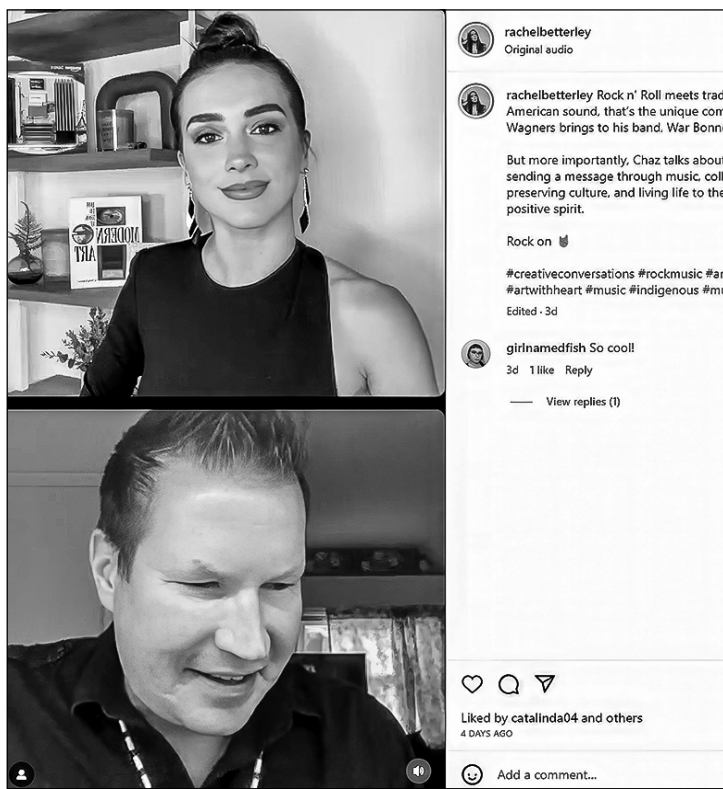 MODERN
ART
rachelbetterley
Original audio
rachelbetterley Rock n' Roll meets trad
American sound, that's the unique com
Wagners brings to his band, War Bonn
But more importantly, Chaz talks about
sending a message through music, coll
preserving culture, and living life to the
positive spirit.
Rock on 🤘
#creativeconversations #rockmusic #ar
#artwithheart #music #indigenous #mu
Edited · 3d
girlnamedfish So cool!
3d 1 like Reply
View replies (1)
Liked by catalinda04 and others
4 DAYS AGO
Add a comment...